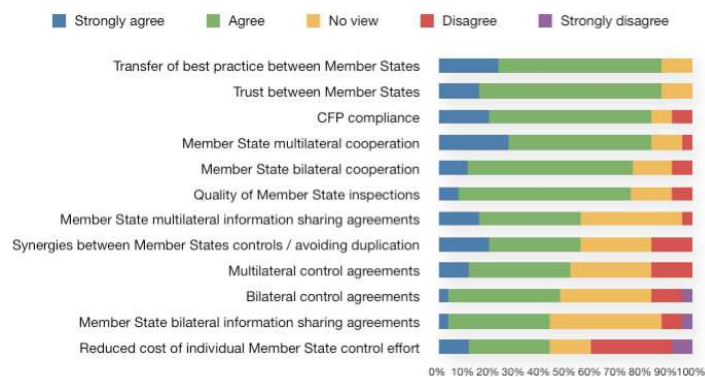 Strongly agree Agree No view Disagree Strongly disagree
Transfer of best practice between Member States
Trust between Member States
CFP compliance
Member State multilateral cooperation
Member State bilateral cooperation
Quality of Member State inspections
Member State multilateral information sharing agreements
Synergies between Member States controls / avoiding duplication
Multilateral control agreements
Bilateral control agreements
Member State bilateral information sharing agreements
Reduced cost of individual Member State control effort
0% 10% 20% 30% 40% 50% 60% 70% 80% 90% 100%